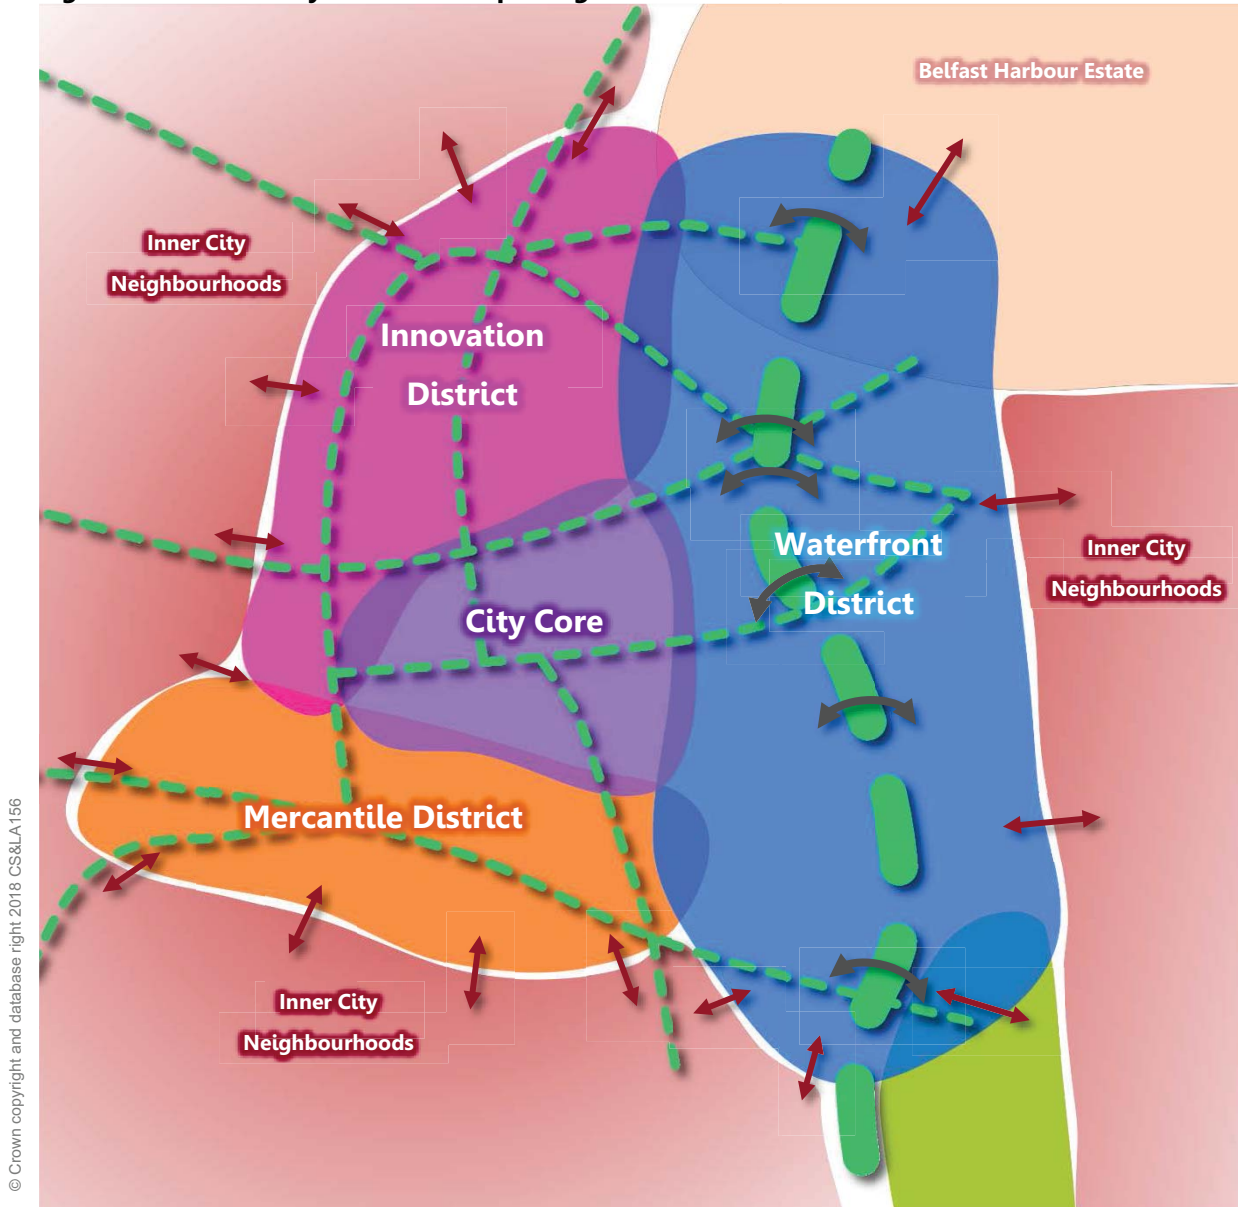 Belfast Harbour Estate
Inner City
Neighbourhoods
Innovation
District
Waterfront
District
Inner City
Neighbourhoods
City Core
Mercantile District
Inner City
Neighbourhoods
© Crown copyright and database right 2018 CS&LA156